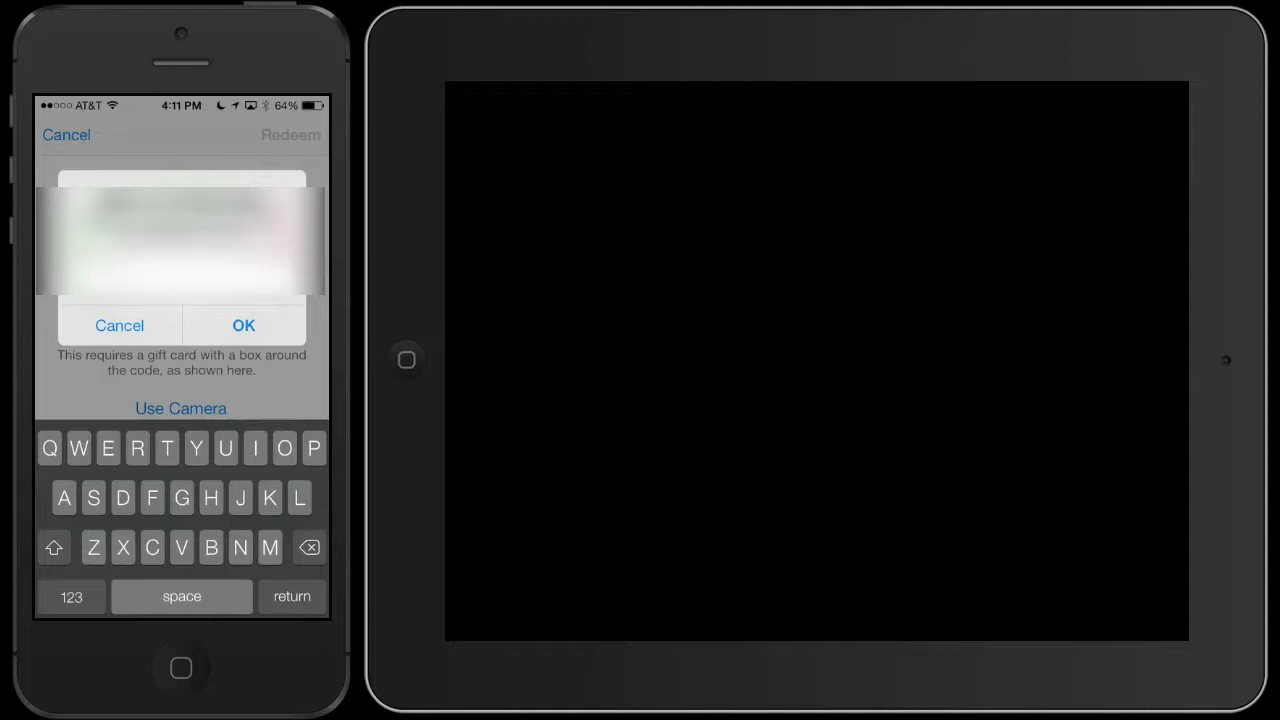 AT&T 4:11 PM 64%
Cancel Redeem
Cancel OK
This requires a gift card with a box around
the code, as shown here.
Use Camera
Q W E R T Y U I O P
A S D F G H J K L
Z X C V B N M
123 space return